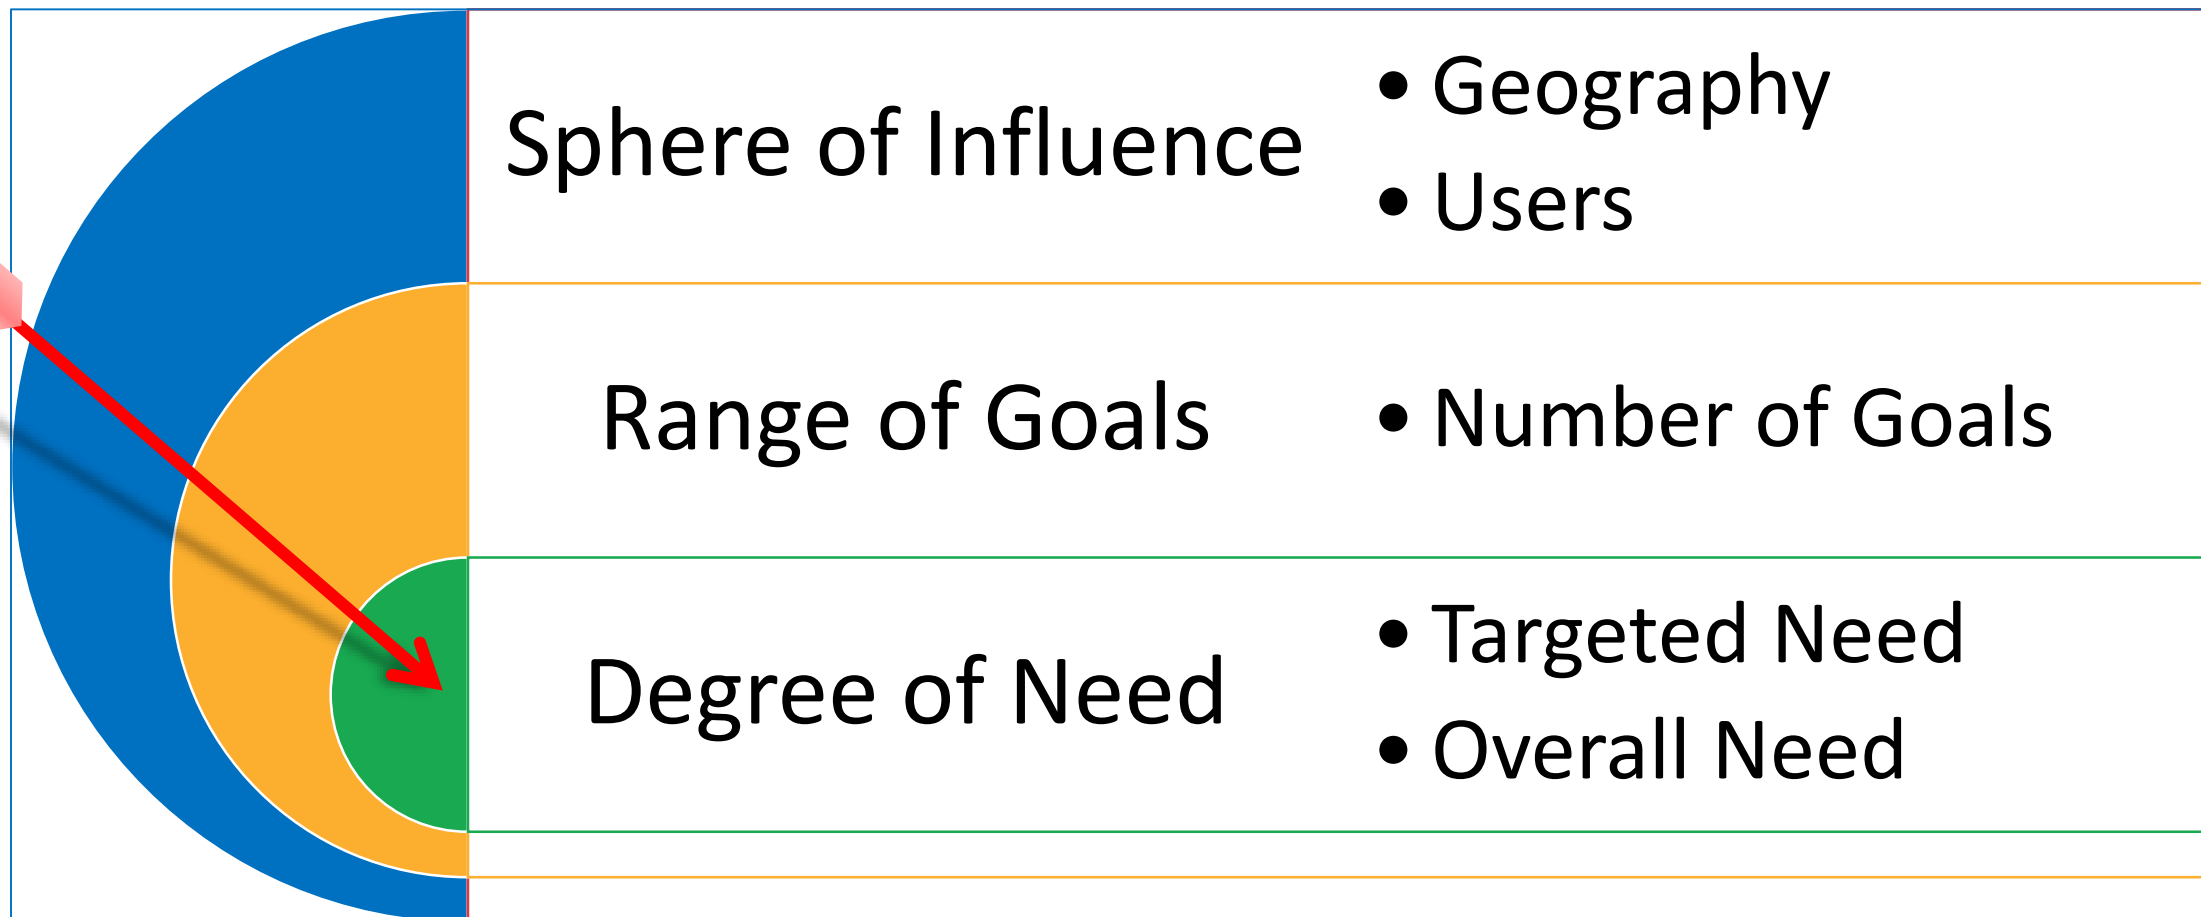 Sphere of Influence
• Geography
• Users
Range of Goals
• Number of Goals
Degree of Need
• Targeted Need
• Overall Need